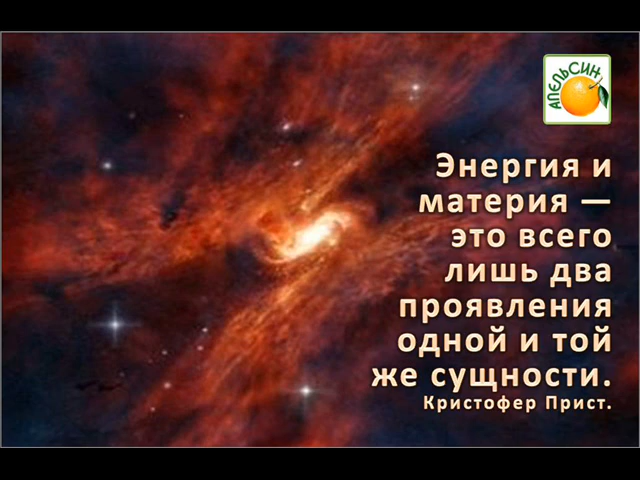 АПЕЛЬСИН
Энергия и
материя —
это всего
лишь два
проявления
одной и той
же сущности.
Кристофер Прист.